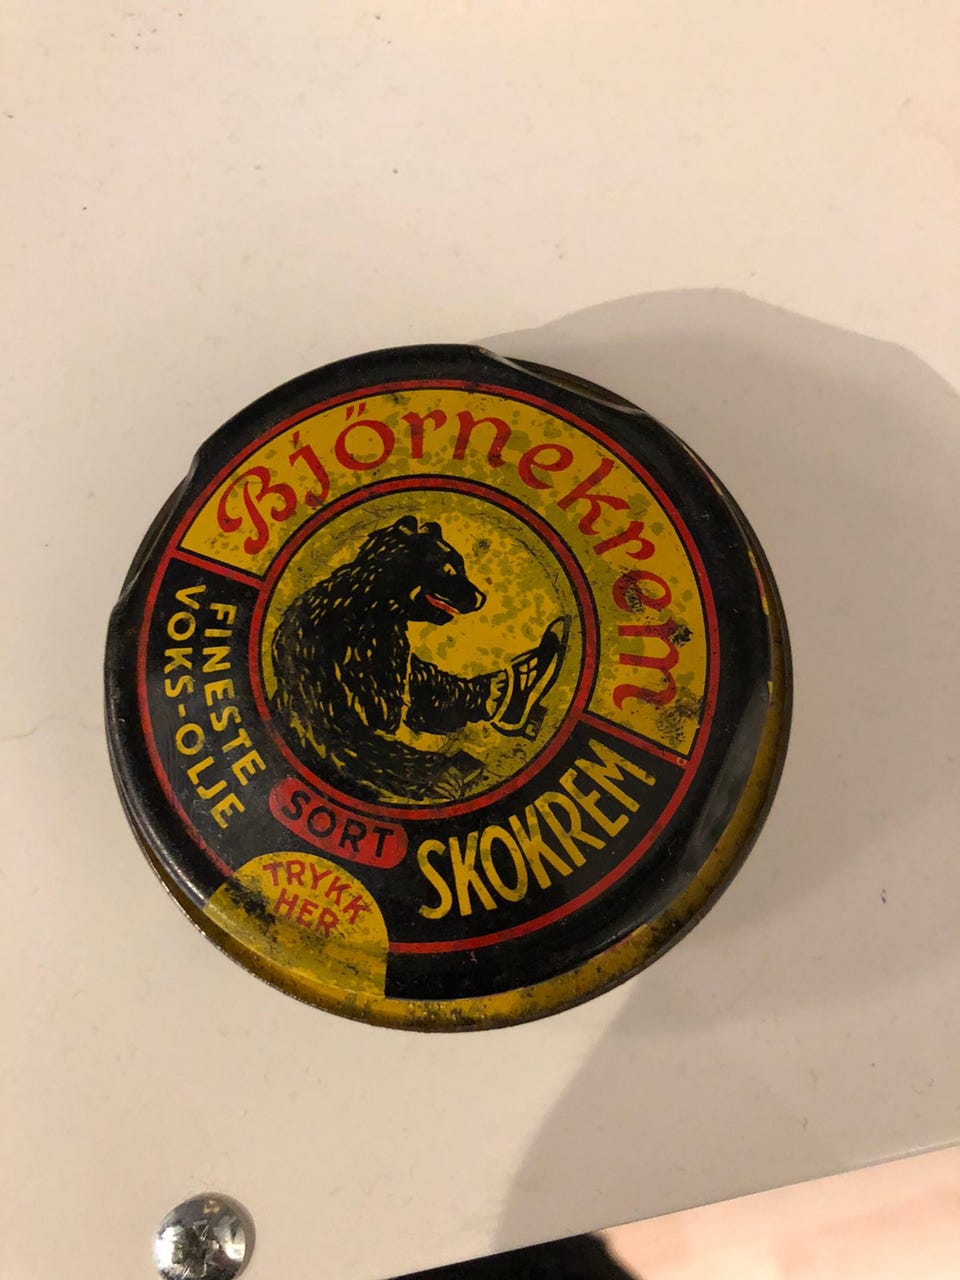 Björnekrem
FINESTE
VOKS-OLJE
SORT
SKOKREM
TRYKK
HER